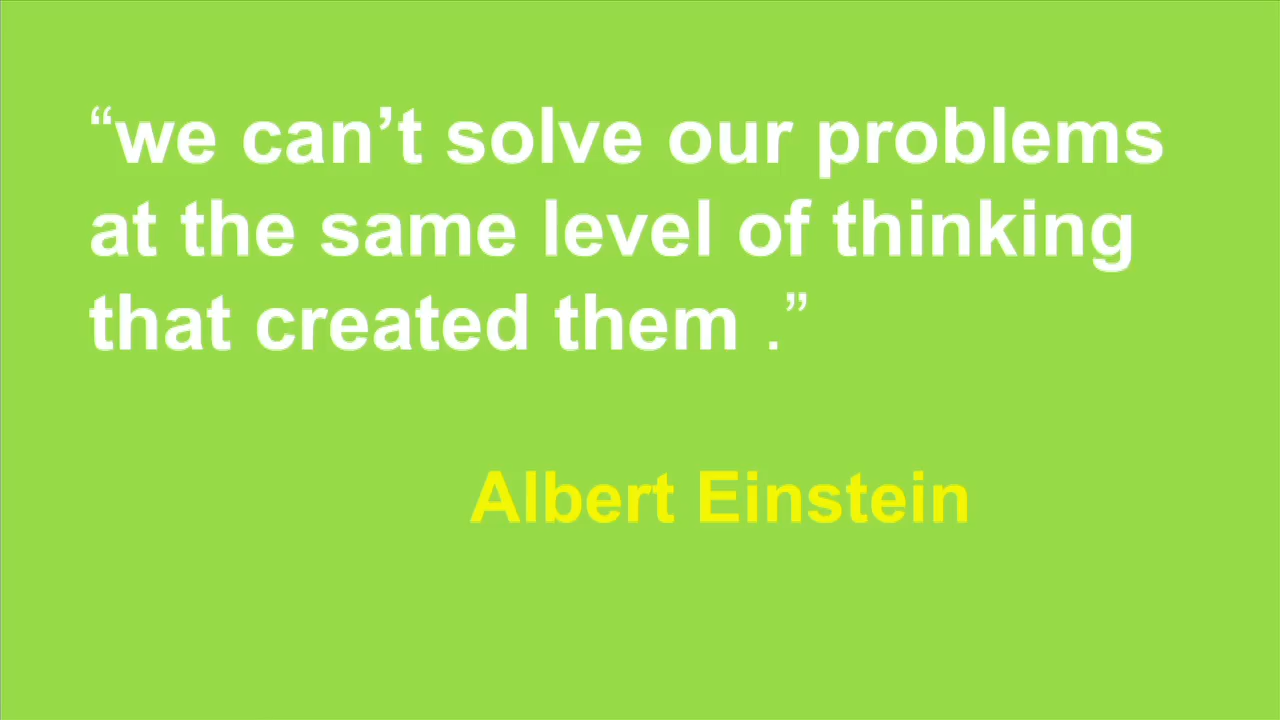 “we can’t solve our problems
at the same level of thinking
that created them .”
Albert Einstein